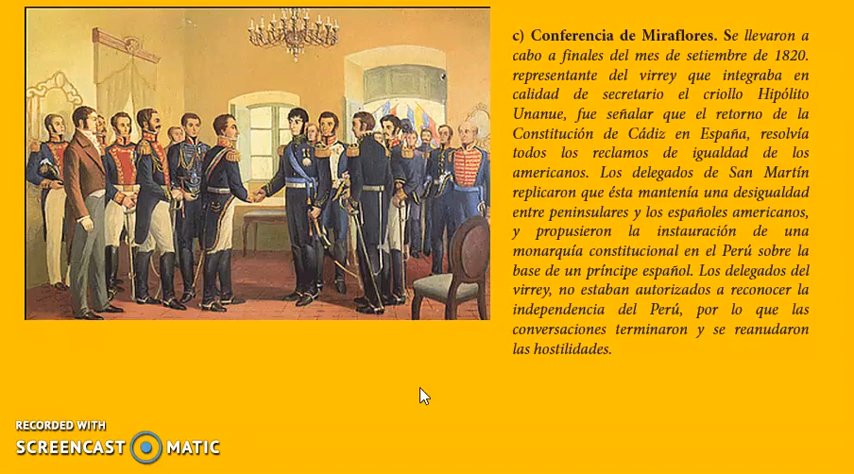 c) Conferencia de Miraflores. Se llevaron a
cabo a finales del mes de setiembre de 1820.
representante del virrey que integraba en
calidad de secretario el criollo Hipólito
Unanue, fue señalar que el retorno de la
Constitución de Cádiz en España, resolvía
todos los reclamos de igualdad de los
americanos. Los delegados de San Martín
replicaron que ésta mantenía una desigualdad
entre peninsulares y los españoles americanos,
y propusieron la instauración de una
monarquía constitucional en el Perú sobre la
base de un príncipe español. Los delegados del
virrey, no estaban autorizados a reconocer la
independencia del Perú, por lo que las
conversaciones terminaron y se reanudaron
las hostilidades.
RECORDED WITH
SCREENCAST MATIC